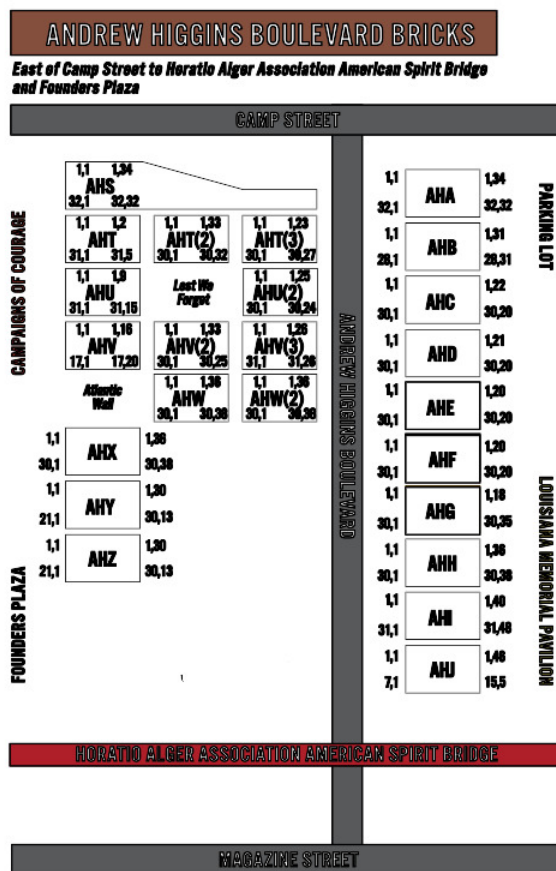 ANDREW HIGGINS BOULEVARD BRICKS
East of Camp Street to Horatio Alger Association American Spirit Bridge
and Founders Plaza
CAMP STREET
CAMPAIGNS OF COURAGE
FOUNDERS PLAZA
1,1 1,34
AHS
32,1 32,32
1,1 1,2
AHT
31,1 31,5
1,1 1,33
AHT(2)
30,1 30,32
1,1 1,23
AHT(3)
30,1 30,27
1,1 1,9
AHU
31,1 31,15
Lest We
Forget
1,1 1,25
AHU(2)
30,1 30,24
1,1 1,16
AHV
17,1 17,20
1,1 1,33
AHV(2)
30,1 30,25
1,1 1,26
AHV(3)
31,1 31,26
Atlantic
Wall
1,1 1,36
AHW
30,1 30,36
1,1 1,36
AHW(2)
30,1 36,36
1,1 1,36
AHX
30,1 30,38
1,1 1,30
AHY
21,1 30,13
1,1 1,30
AHZ
21,1 30,13
ANDREW HIGGINS BOULEVARD
1,1 1,34
AHA
32,1 32,32
1,1 1,31
AHB
28,1 28,31
1,1 1,22
AHC
30,1 30,20
1,1 1,21
AHD
30,1 30,20
1,1 1,20
AHE
30,1 30,20
1,1 1,20
AHF
30,1 30,20
1,1 1,18
AHG
30,1 30,35
1,1 1,36
AHH
30,1 30,38
1,1 1,40
AHI
31,1 31,48
1,1 1,48
AHJ
7,1 15,5
PARKING LOT
LOUISIANA MEMORIAL PAVILION
HORATIO ALGER ASSOCIATION AMERICAN SPIRIT BRIDGE
MAGAZINE STREET